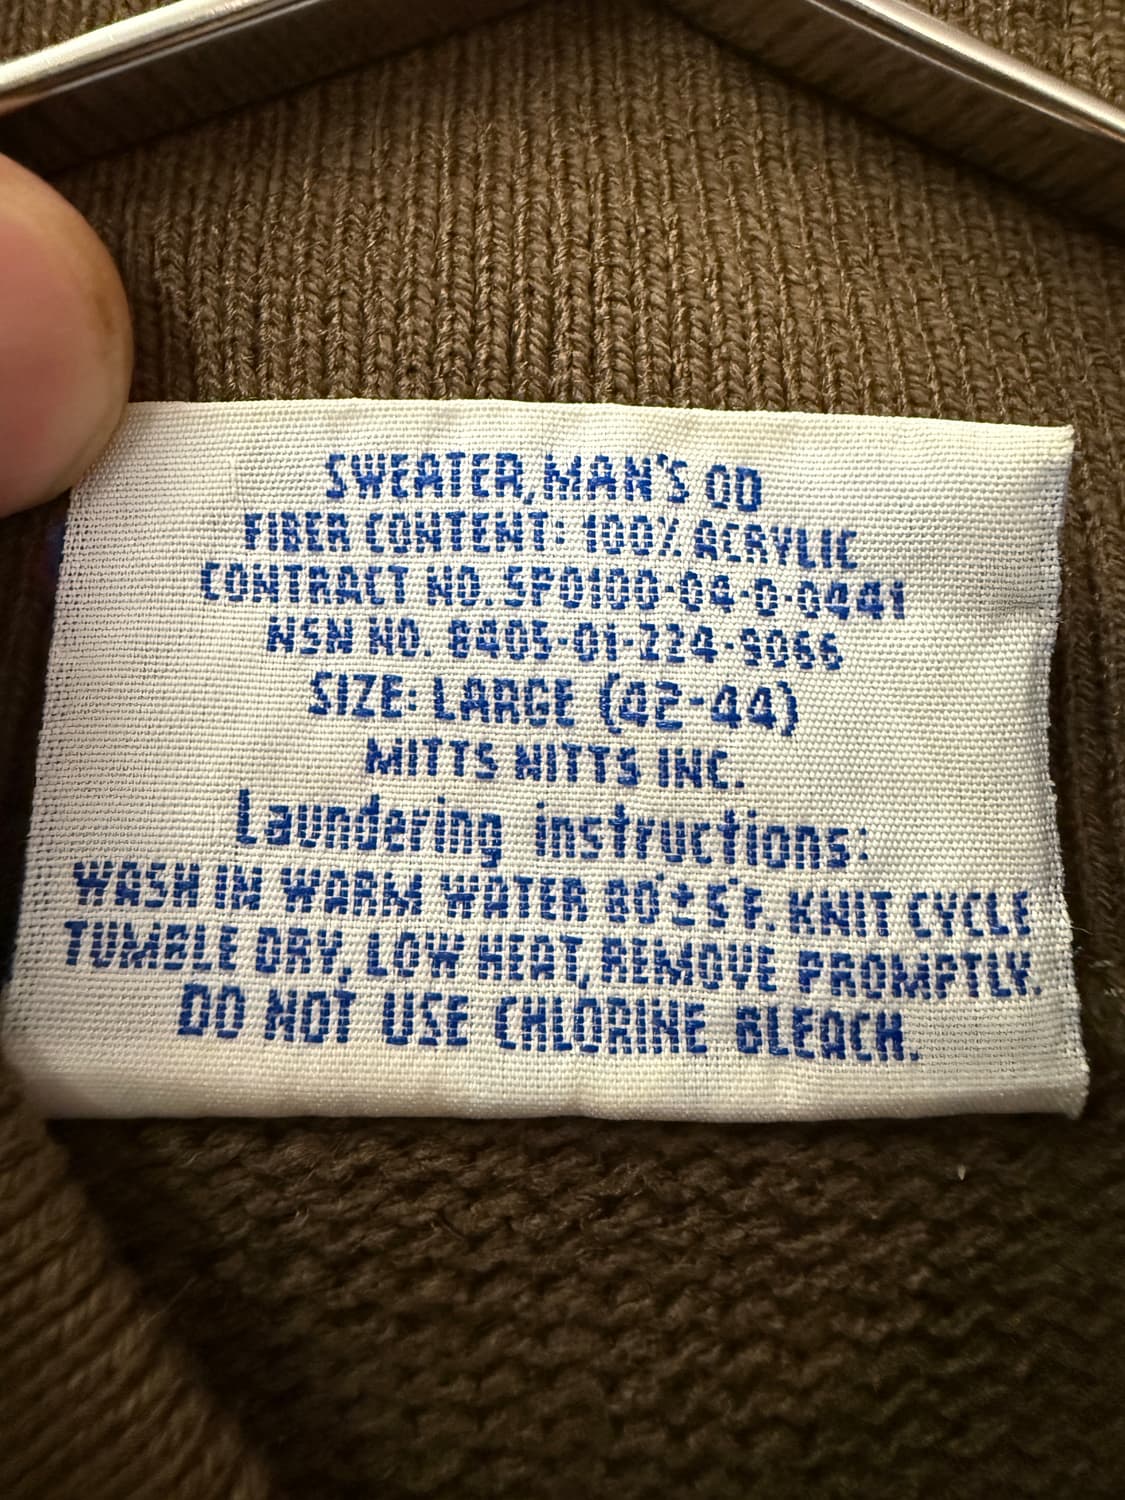 SWEATER, MAN'S OD
FIBER CONTENT: 100% ACRYLIC
CONTRACT NO. SP0100-04-D-0441
NSN NO. 8405-01-224-9066
SIZE: LARGE (42-44)
MITTS NITTS INC.
Laundering instructions:
WASH IN WARM WATER 80°±5°F. KNIT CYCLE
TUMBLE DRY, LOW HEAT, REMOVE PROMPTLY.
DO NOT USE CHLORINE BLEACH.